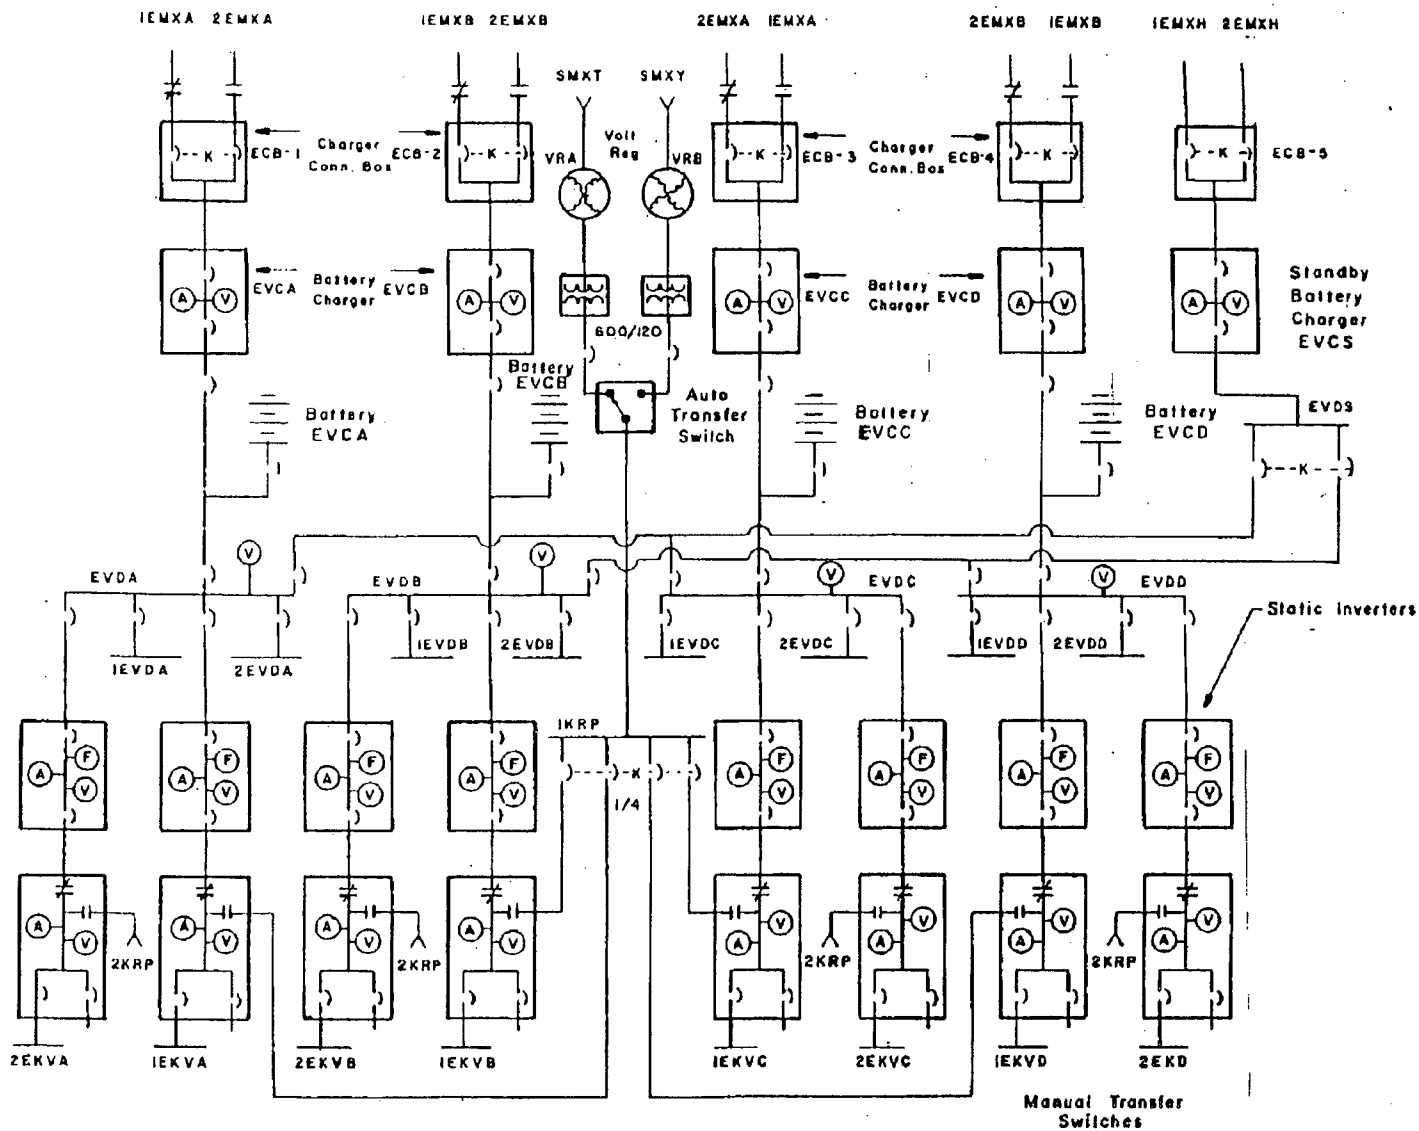 1EMXA 2EMXA
1EMXB 2EMXB
2EMXA 1EMXA
2EMXB 1EMXB
1EMXH 2EMXH
SMXT
SMXY
Volt
Reg
VRA
VRB
K
ECB-1
Charger
Conn. Box
ECB-2
K
K
ECB-3
Charger
Conn. Box
ECB-4
K
K
ECB-5
A
V
EVCA
Battery
Charger
EVCB
A
V
600/120
A
V
EVCC
Battery
Charger
EVCD
A
V
A
V
Standby
Battery
Charger
EVCS
Battery
EVCA
Battery
EVCB
Auto
Transfer
Switch
Battery
EVCC
Battery
EVCD
EVDS
K
V
V
V
V
EVDA
EVDB
EVDC
EVDD
Static Inverters
1EVDA
2EVDA
1EVDB
2EVDB
1EVDC
2EVDC
1EVDD
2EVDD
1KRP
K
1/4
A
F
V
A
F
V
A
F
V
A
F
V
A
F
V
A
F
V
A
F
V
A
F
V
A
V
2KRP
A
V
A
V
2KRP
A
V
V
A
2KRP
V
A
V
A
2KRP
V
A
2EKVA
1EKVA
2EKVB
1EKVB
1EKVC
2EKVC
1EKVD
2EKD
Manual Transfer
Switches